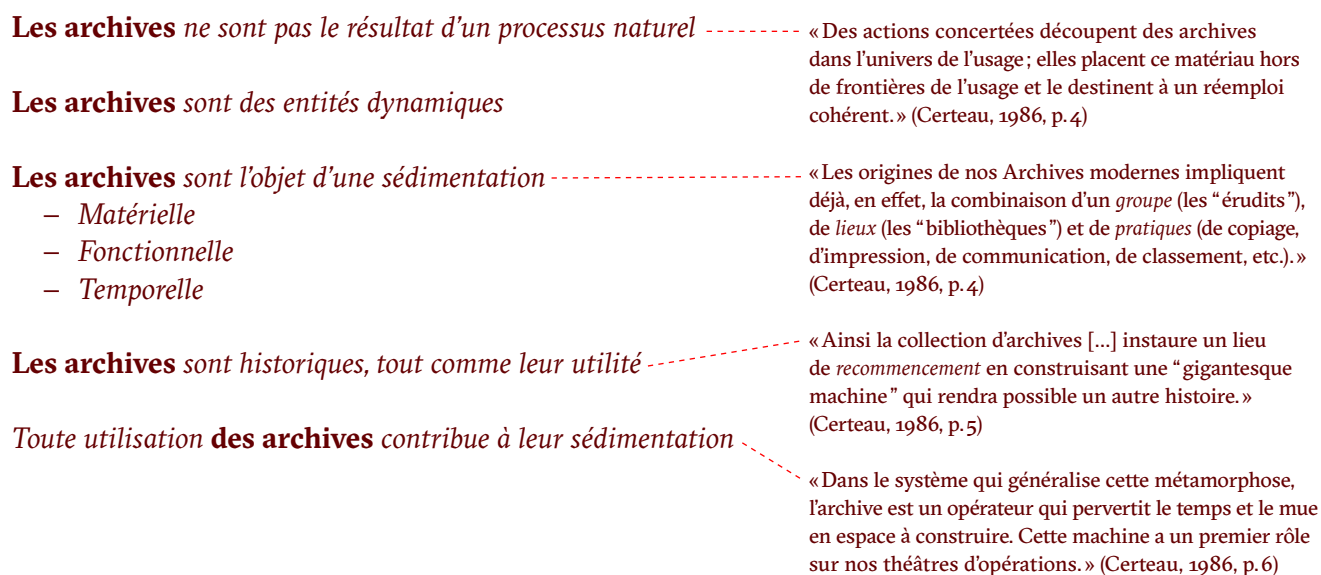 Les archives ne sont pas le résultat d'un processus naturel
« Des actions concertées découpent des archives
dans l'univers de l'usage ; elles placent ce matériau hors
de frontières de l'usage et le destinent à un réemploi
cohérent. » (Certeau, 1986, p. 4)
Les archives sont des entités dynamiques
Les archives sont l'objet d'une sédimentation
– Matérielle
– Fonctionnelle
– Temporelle
« Les origines de nos Archives modernes impliquent
déjà, en effet, la combinaison d'un groupe (les “érudits”),
de lieux (les “bibliothèques”) et de pratiques (de copiage,
d'impression, de communication, de classement, etc.). »
(Certeau, 1986, p. 4)
Les archives sont historiques, tout comme leur utilité
« Ainsi la collection d'archives […] instaure un lieu
de recommencement en construisant une “gigantesque
machine” qui rendra possible un autre histoire. »
(Certeau, 1986, p. 5)
Toute utilisation des archives contribue à leur sédimentation
« Dans le système qui généralise cette métamorphose,
l'archive est un opérateur qui pervertit le temps et le mue
en espace à construire. Cette machine a un premier rôle
sur nos théâtres d'opérations. » (Certeau, 1986, p. 6)